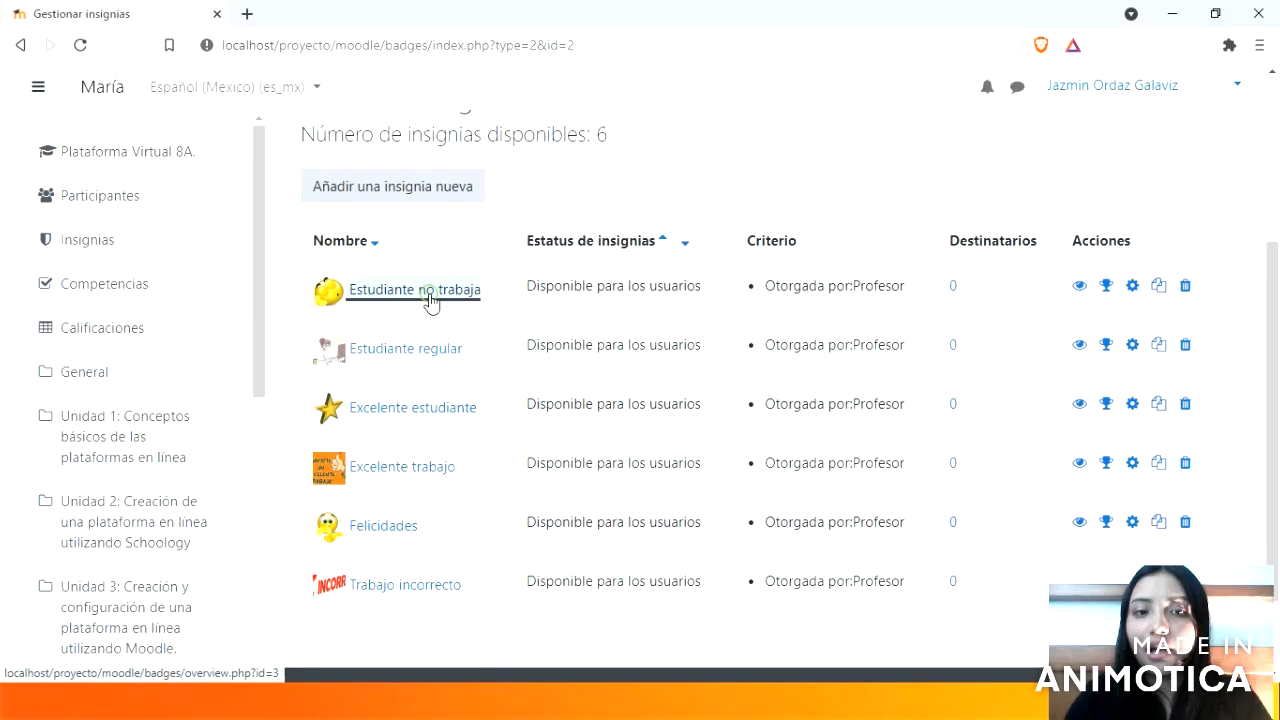 Gestionar insignias
localhost/proyecto/moodle/badges/index.php?type=2&id=2
María
Español (Mexico) (es_mx)
Jazmin Ordaz Galaviz
Plataforma Virtual 8A.
Participantes
Insignias
Competencias
Calificaciones
General
Unidad 1: Conceptos
básicos de las
plataformas en línea
Unidad 2: Creación de
una plataforma en línea
utilizando Schoology
Unidad 3: Creación y
configuración de una
plataforma en línea
utilizando Moodle.
Número de insignias disponibles: 6
Añadir una insignia nueva
Nombre Estatus de insignias Criterio Destinatarios Acciones
Estudiante no trabaja Disponible para los usuarios • Otorgada por:Profesor 0
Estudiante regular Disponible para los usuarios • Otorgada por:Profesor 0
Excelente estudiante Disponible para los usuarios • Otorgada por:Profesor 0
Excelente trabajo Disponible para los usuarios • Otorgada por:Profesor 0
Felicidades Disponible para los usuarios • Otorgada por:Profesor 0
INCORR Trabajo incorrecto Disponible para los usuarios • Otorgada por:Profesor 0
localhost/proyecto/moodle/badges/overview.php?id=3
MADE IN
ANIMOTICA